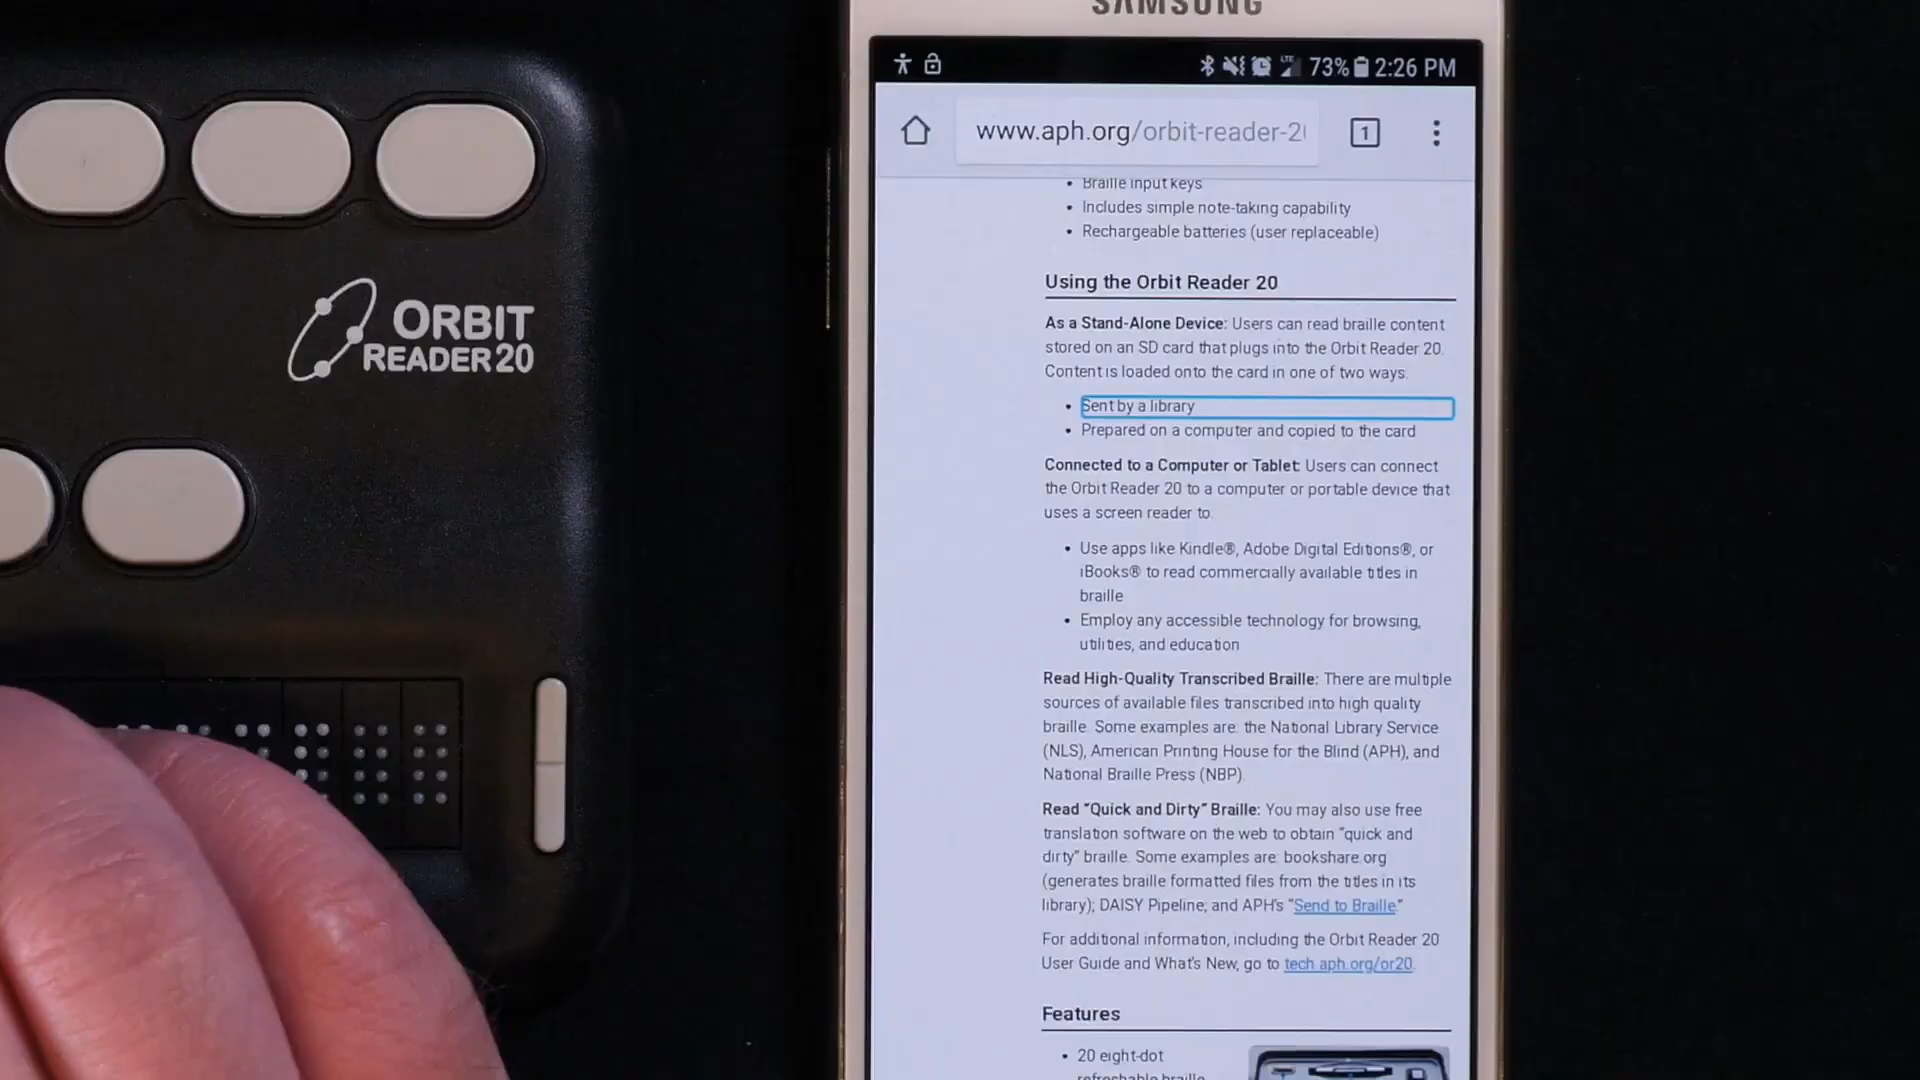 SAMSUNG
LTE 73% 2:26 PM
www.aph.org/orbit-reader-2
1
Braille input keys
Includes simple note-taking capability
Rechargeable batteries (user replaceable)
Using the Orbit Reader 20
As a Stand-Alone Device: Users can read braille content
stored on an SD card that plugs into the Orbit Reader 20.
Content is loaded onto the card in one of two ways.
Sent by a library
Prepared on a computer and copied to the card
Connected to a Computer or Tablet: Users can connect
the Orbit Reader 20 to a computer or portable device that
uses a screen reader to:
Use apps like Kindle®, Adobe Digital Editions®, or
iBooks® to read commercially available titles in
braille
Employ any accessible technology for browsing,
utilities, and education
Read High-Quality Transcribed Braille: There are multiple
sources of available files transcribed into high quality
braille. Some examples are: the National Library Service
(NLS), American Printing House for the Blind (APH), and
National Braille Press (NBP).
Read "Quick and Dirty" Braille: You may also use free
translation software on the web to obtain "quick and
dirty" braille. Some examples are: bookshare.org
(generates braille formatted files from the titles in its
library); DAISY Pipeline; and APH's "Send to Braille."
For additional information, including the Orbit Reader 20
User Guide and What's New, go to tech.aph.org/or20.
Features
20 eight-dot
refreshable braille
ORBIT
READER 20